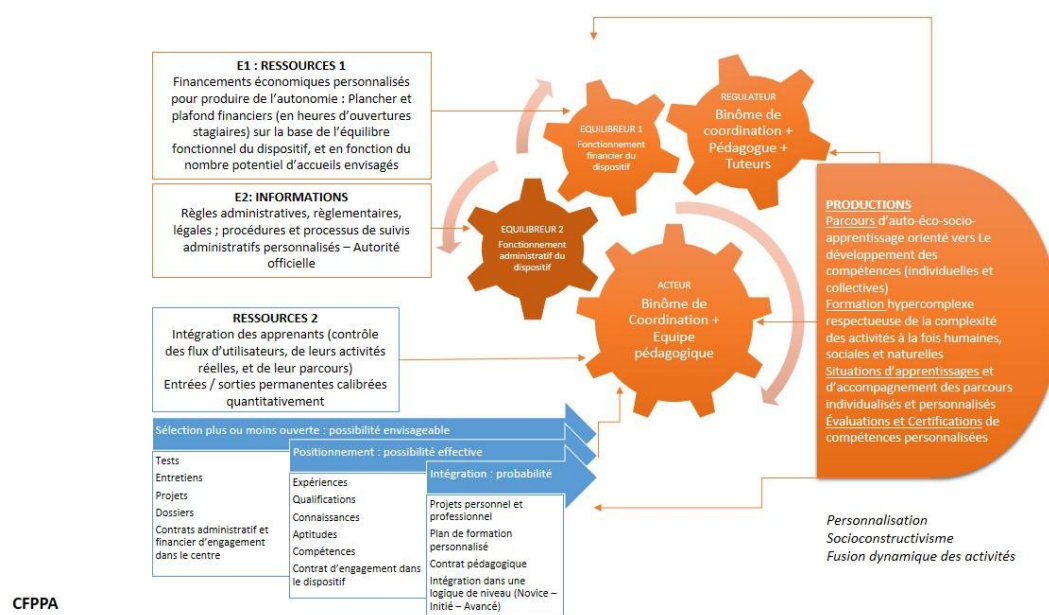 E1 : RESSOURCES 1
Financements économiques personnalisés
pour produire de l'autonomie : Plancher et
plafond financiers (en heures d'ouvertures
stagiaires) sur la base de l'équilibre
fonctionnel du dispositif, et en fonction du
nombre potentiel d'accueils envisagés
E2: INFORMATIONS
Règles administratives, règlementaires,
légales ; procédures et processus de suivis
administratifs personnalisés – Autorité
officielle
RESSOURCES 2
Intégration des apprenants (contrôle
des flux d'utilisateurs, de leurs activités
réelles, et de leur parcours)
Entrées / sorties permanentes calibrées
quantitativement
EQUILIBREUR 1
Fonctionnement
financier du
dispositif
REGULATEUR
Binôme de
coordination +
Pédagogue +
Tuteurs
EQUILIBREUR 2
Fonctionnement
administratif du
dispositif
ACTEUR
Binôme de
Coordination +
Equipe
pédagogique
PRODUCTIONS
Parcours d'auto-éco-socio-
apprentissage orienté vers Le
développement des
compétences (individuelles et
collectives)
Formation hypercomplexe
respectueuse de la complexité
des activités à la fois humaines,
sociales et naturelles
Situations d'apprentissages et
d'accompagnement des parcours
individualisés et personnalisés
Évaluations et Certifications de
compétences personnalisées
Sélection plus ou moins ouverte : possibilité envisageable
Tests
Entretiens
Projets
Dossiers
Contrats administratif et
financier d'engagement
dans le centre
Positionnement : possibilité effective
Expériences
Qualifications
Connaissances
Aptitudes
Compétences
Contrat d'engagement dans
le dispositif
Intégration : probabilité
Projets personnel et
professionnel
Plan de formation
personnalisé
Contrat pédagogique
Intégration dans une
logique de niveau (Novice –
Initié – Avancé)
Personnalisation
Socioconstructivisme
Fusion dynamique des activités
CFPPA